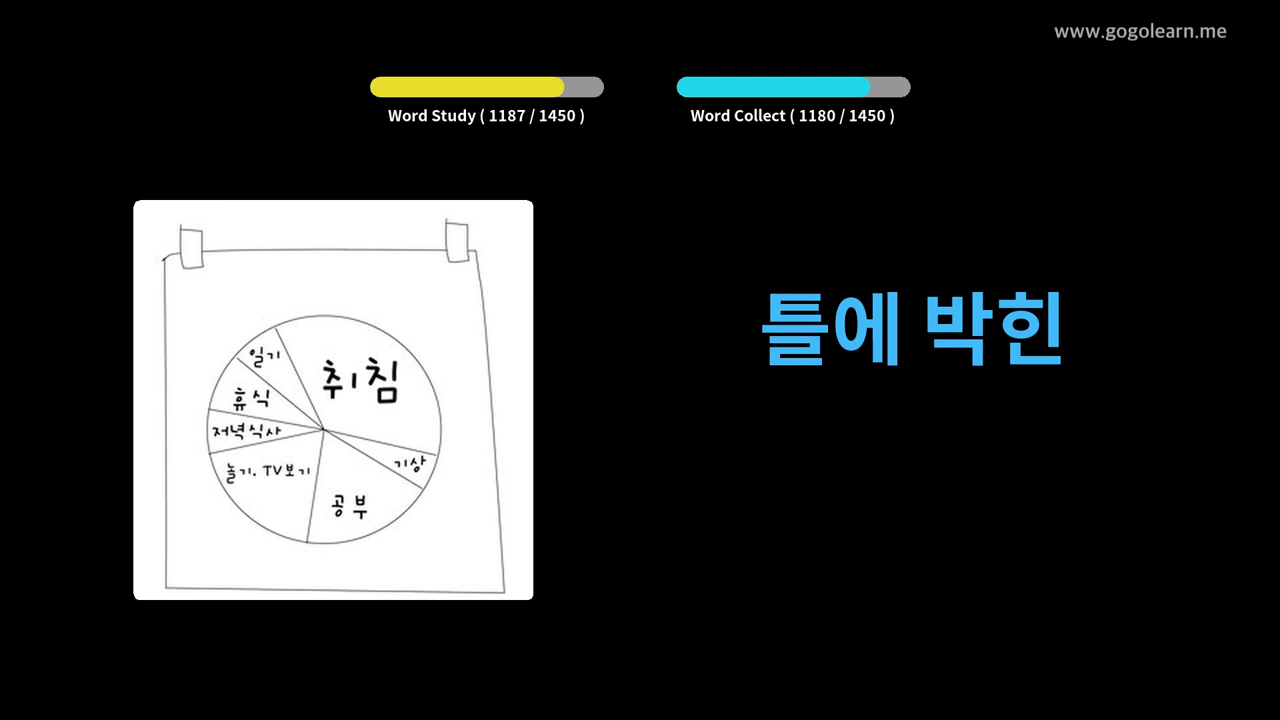 www.gogolearn.me
Word Study ( 1187 / 1450 )
Word Collect ( 1180 / 1450 )
틀에 박힌
일기
취침
휴식
저녁식사
놀기. TV보기
기상
공부